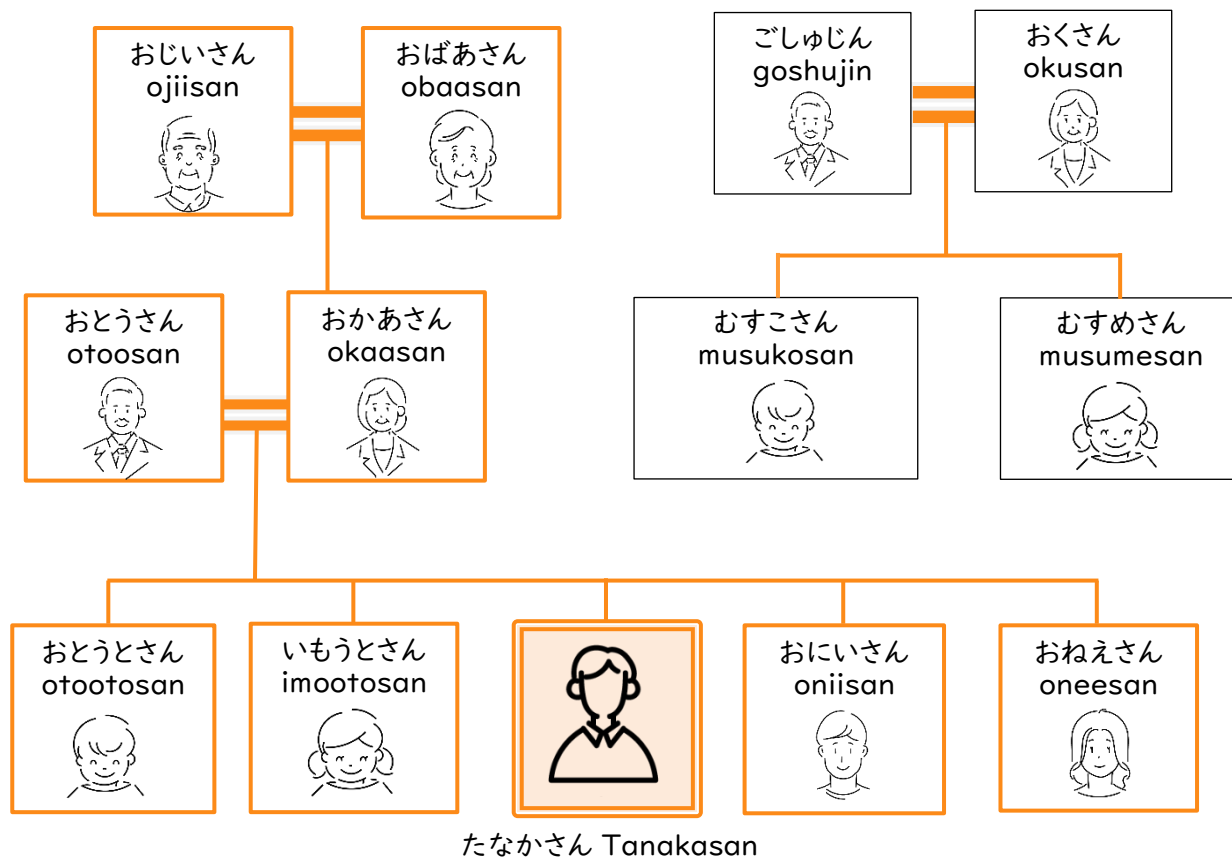 おじいさん
ojiisan
おばあさん
obaasan
ごしゅじん
goshujin
おくさん
okusan
おとうさん
otoosan
おかあさん
okaasan
むすこさん
musukosan
むすめさん
musumesan
おとうとさん
otootosan
いもうとさん
imootosan
おにいさん
oniisan
おねえさん
oneesan
たなかさん Tanakasan